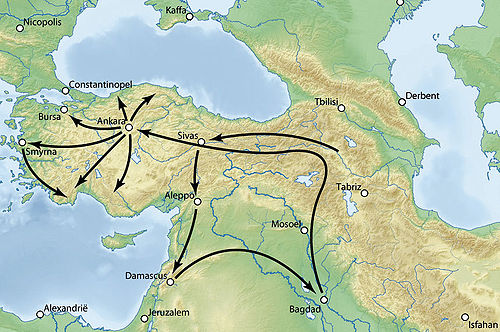 Kaffa
Nicopolis
Constantinopel
Derbent
Tbilisi
Bursa
Ankara
Sivas
Smyrna
Tabriz
Aleppo
Mosoel
Damascus
Bagdad
Alexandrië
Jeruzalem
Isfahan